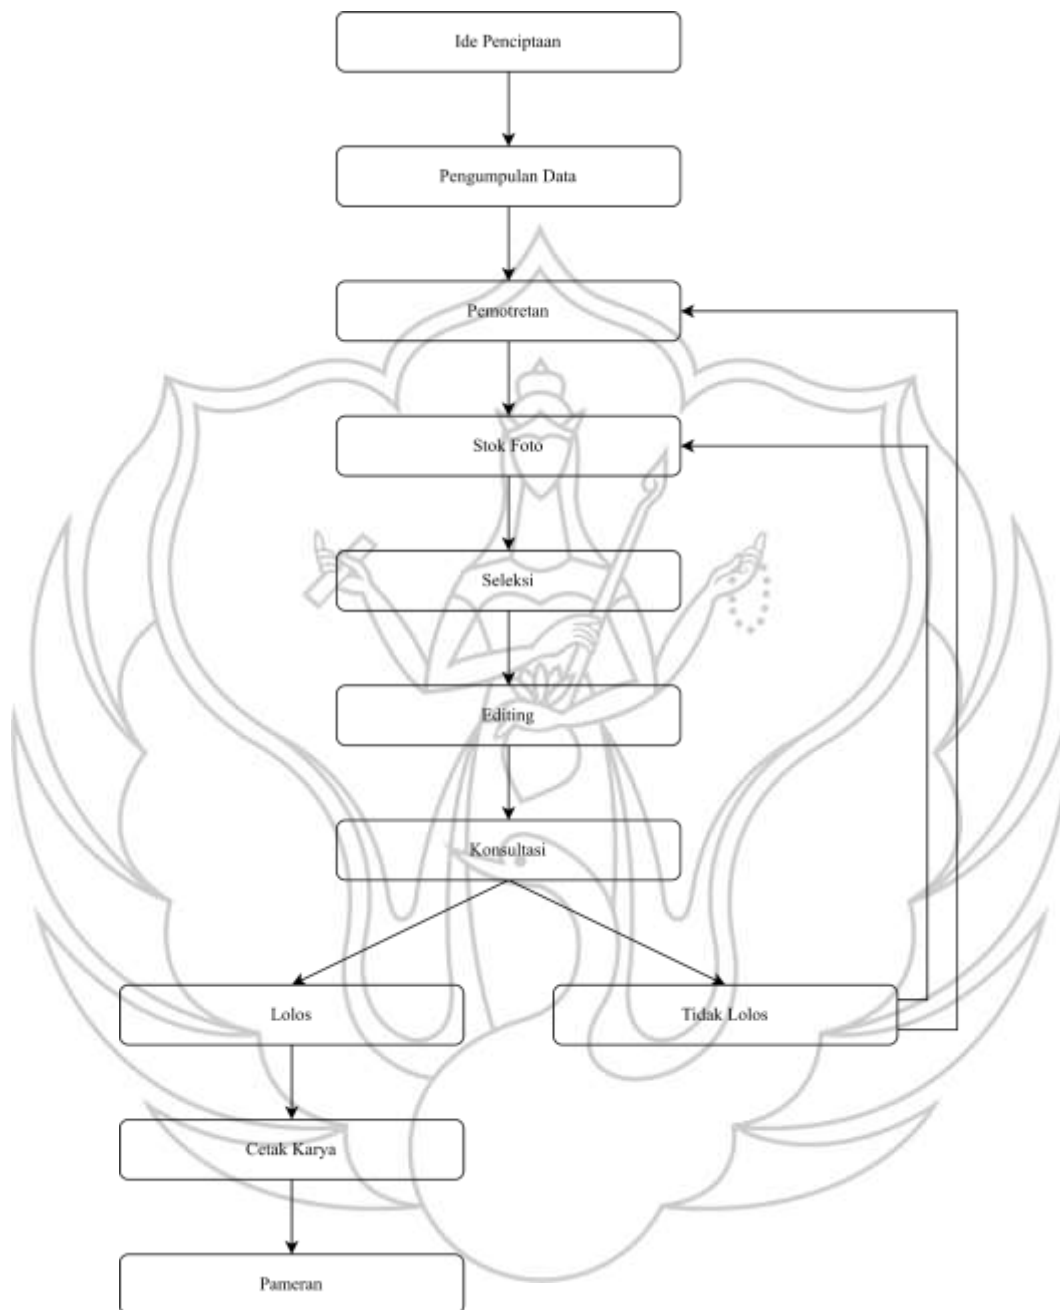 Ide Penciptaan
Pengumpulan Data
Pemotretan
Stok Foto
Seleksi
Editing
Konsultasi
Lolos
Tidak Lolos
Cetak Karya
Pameran